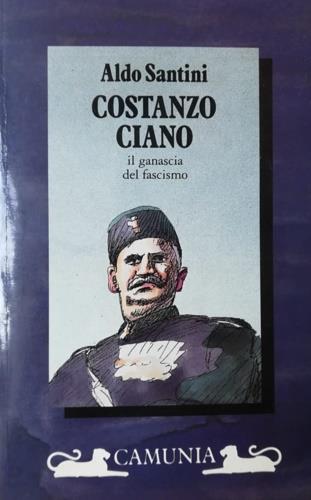 Aldo Santini
COSTANZO
CIANO
il ganascia
del fascismo
CAMUNIA